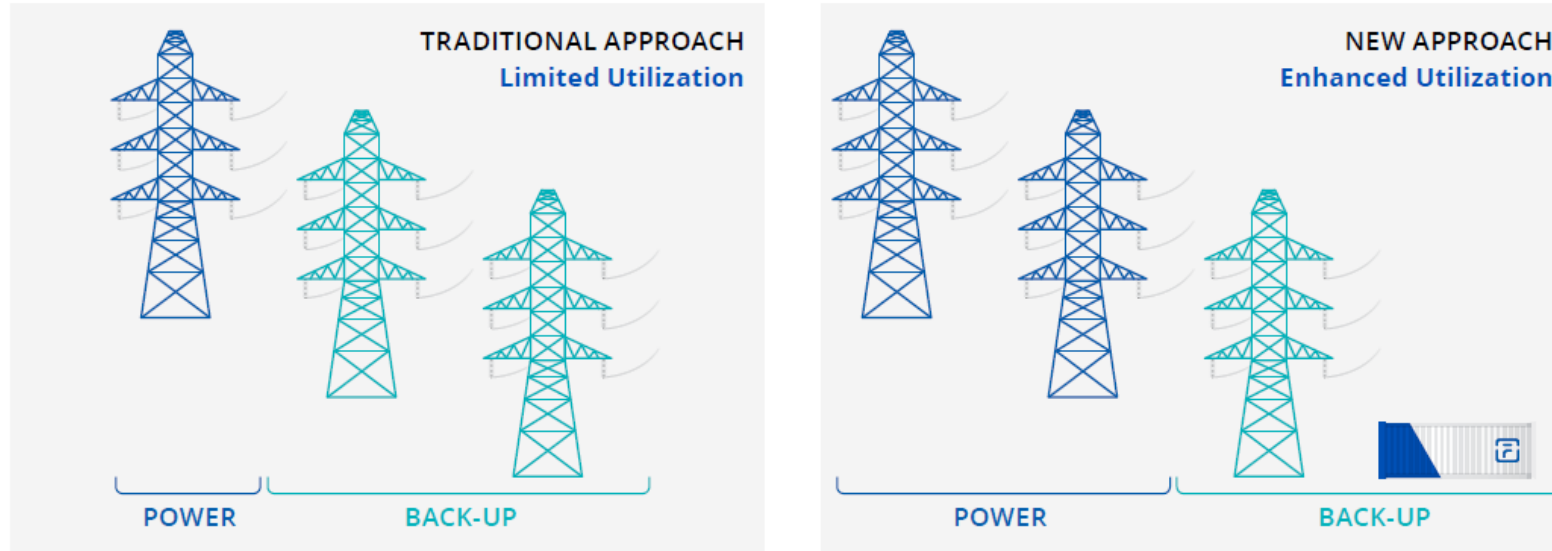 TRADITIONAL APPROACH
Limited Utilization
POWER
BACK-UP
NEW APPROACH
Enhanced Utilization
POWER
BACK-UP